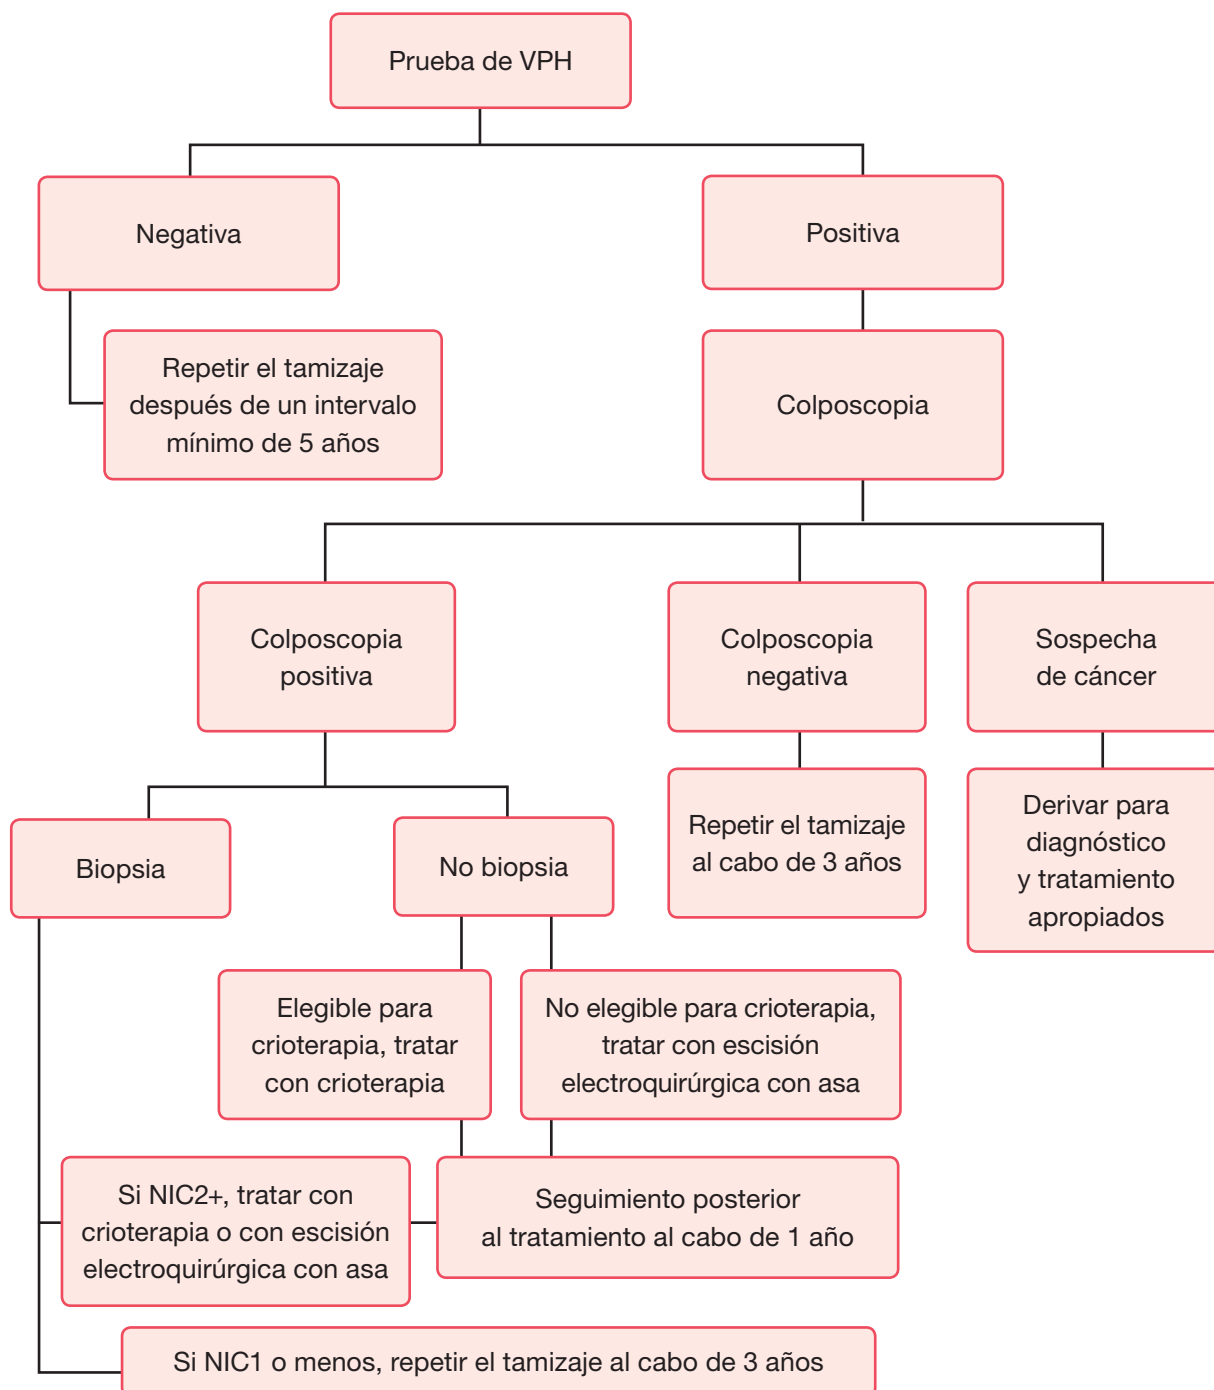 Prueba de VPH
Negativa
Positiva
Repetir el tamizaje
después de un intervalo
mínimo de 5 años
Colposcopia
Colposcopia
positiva
Colposcopia
negativa
Sospecha
de cáncer
Biopsia
No biopsia
Repetir el tamizaje
al cabo de 3 años
Derivar para
diagnóstico
y tratamiento
apropiados
Elegible para
crioterapia, tratar
con crioterapia
No elegible para crioterapia,
tratar con escisión
electroquirúrgica con asa
Si NIC2+, tratar con
crioterapia o con escisión
electroquirúrgica con asa
Seguimiento posterior
al tratamiento al cabo de 1 año
Si NIC1 o menos, repetir el tamizaje al cabo de 3 años